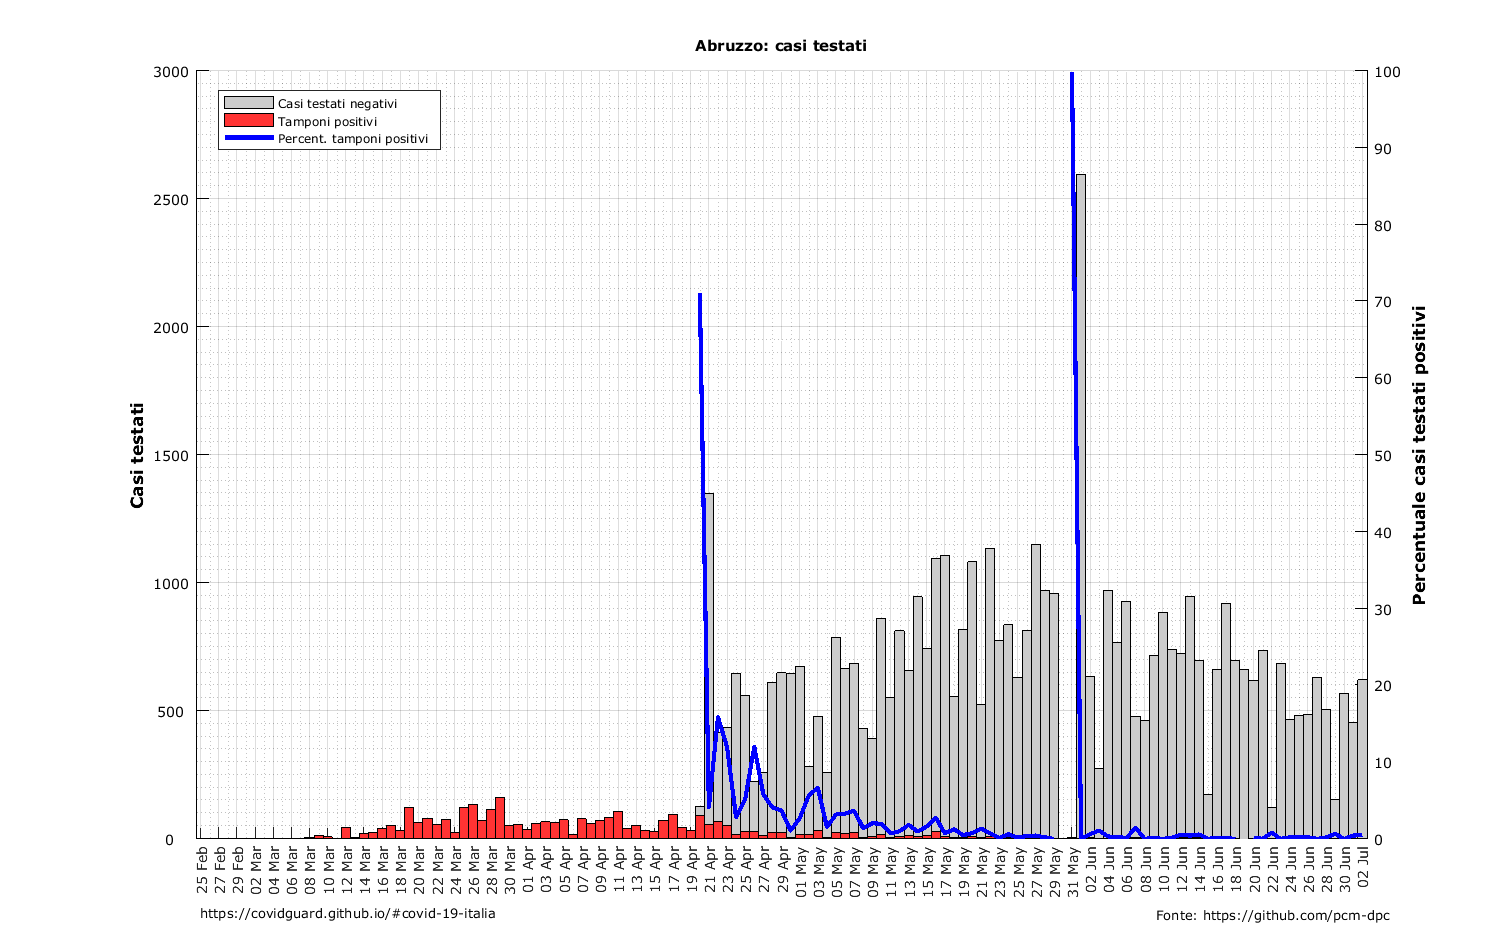 Abruzzo: casi testati
Casi testati negativi
Tamponi positivi
Percent. tamponi positivi
Casi testati
3000
2500
2000
1500
1000
500
0
100
90
80
70
60
50
40
30
20
10
0
Percentuale casi testati positivi
25 Feb
27 Feb
29 Feb
02 Mar
04 Mar
06 Mar
08 Mar
10 Mar
12 Mar
14 Mar
16 Mar
18 Mar
20 Mar
22 Mar
24 Mar
26 Mar
28 Mar
30 Mar
01 Apr
03 Apr
05 Apr
07 Apr
09 Apr
11 Apr
13 Apr
15 Apr
17 Apr
19 Apr
21 Apr
23 Apr
25 Apr
27 Apr
29 Apr
01 May
03 May
05 May
07 May
09 May
11 May
13 May
15 May
17 May
19 May
21 May
23 May
25 May
27 May
29 May
31 May
02 Jun
04 Jun
06 Jun
08 Jun
10 Jun
12 Jun
14 Jun
16 Jun
18 Jun
20 Jun
22 Jun
24 Jun
26 Jun
28 Jun
30 Jun
02 Jul
https://covidguard.github.io/#covid-19-italia
Fonte: https://github.com/pcm-dpc